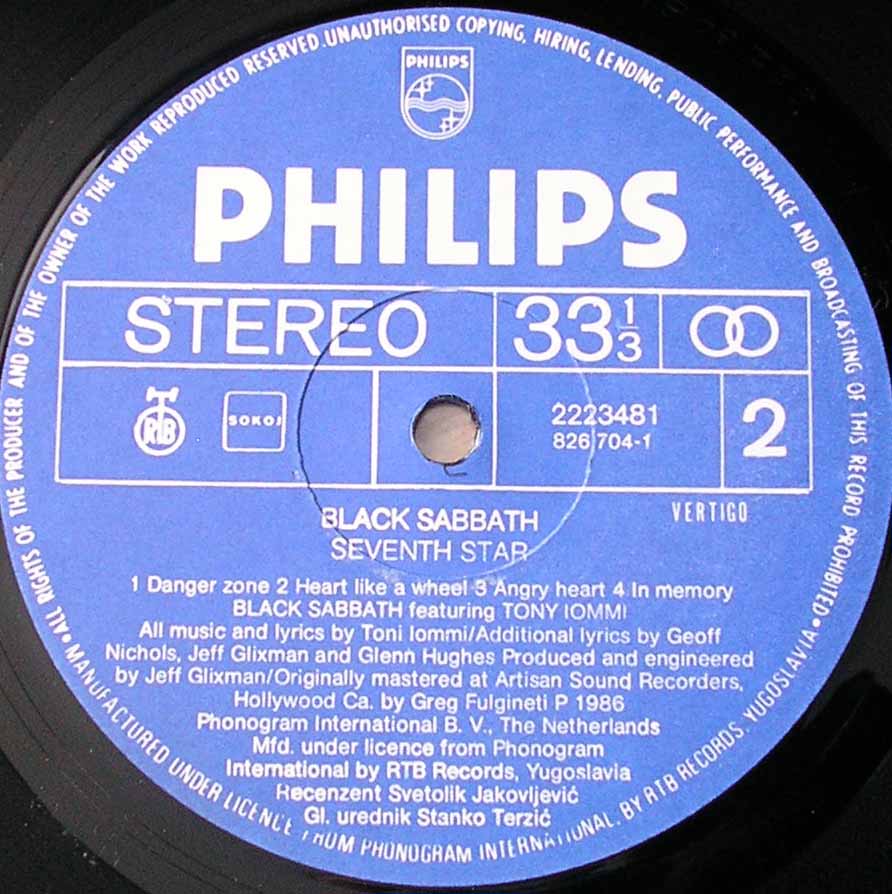 ALL RIGHTS OF THE PRODUCER AND OF THE OWNER OF THE WORK REPRODUCED RESERVED. UNAUTHORISED COPYING, HIRING, LENDING, PUBLIC PERFORMANCE AND BROADCASTING OF THIS RECORD PROHIBITED •
PHILIPS
PHILIPS
STEREO
33 1/3
RTB
SOKOJ
2223481
826 704-1
2
VERTIGO
BLACK SABBATH
SEVENTH STAR
1 Danger zone 2 Heart like a wheel 3 Angry heart 4 In memory
BLACK SABBATH featuring TONY IOMMI
All music and lyrics by Toni Iommi/Additional lyrics by Geoff
Nichols, Jeff Glixman and Glenn Hughes Produced and engineered
by Jeff Glixman/Originally mastered at Artisan Sound Recorders,
Hollywood Ca. by Greg Fulgineti P 1986
Phonogram International B. V., The Netherlands
Mfd. under licence from Phonogram
International by RTB Records, Yugoslavia
Recenzent Svetolik Jakovljević
Gl. urednik Stanko Terzić
MANUFACTURED UNDER LICENCE FROM PHONOGRAM INTERNATIONAL. BY RTB RECORDS. YUGOSLAVIA •